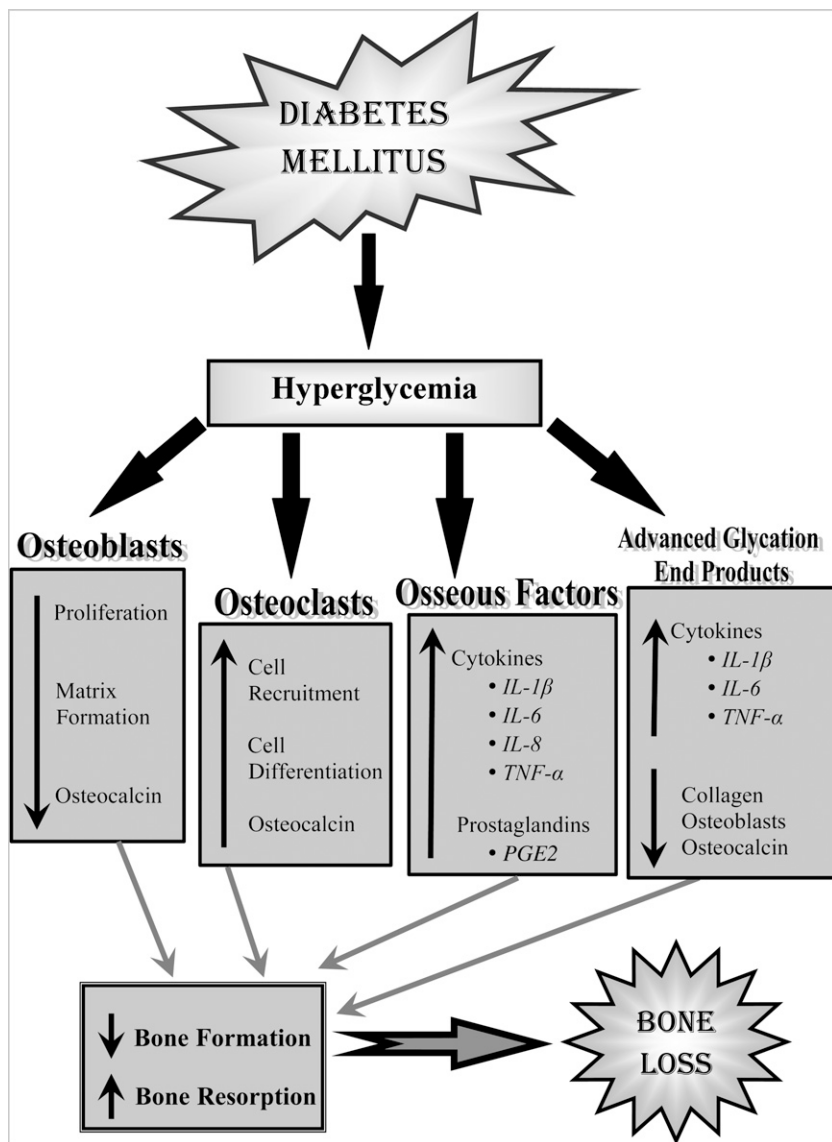 DIABETES
MELLITUS
Hyperglycemia
Osteoblasts
Proliferation
Matrix
Formation
Osteocalcin
Osteoclasts
Cell
Recruitment
Cell
Differentiation
Osteocalcin
Osseous Factors
Cytokines
• IL-1β
• IL-6
• IL-8
• TNF-α
Prostaglandins
• PGE2
Advanced Glycation
End Products
Cytokines
• IL-1β
• IL-6
• TNF-α
Collagen
Osteoblasts
Osteocalcin
Bone Formation
Bone Resorption
BONE
LOSS